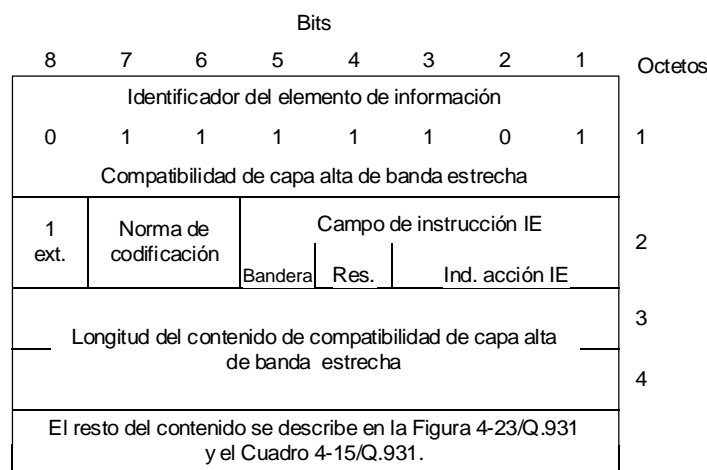 Bits
8 7 6 5 4 3 2 1 Octetos
Identificador del elemento de información
0 1 1 1 1 1 0 1 1
Compatibilidad de capa alta de banda estrecha
1 Norma de Campo de instrucción IE
ext. codificación 2
Bandera Res. Ind. acción IE
3
Longitud del contenido de compatibilidad de capa alta
de banda estrecha
4
El resto del contenido se describe en la Figura 4-23/Q.931
y el Cuadro 4-15/Q.931.